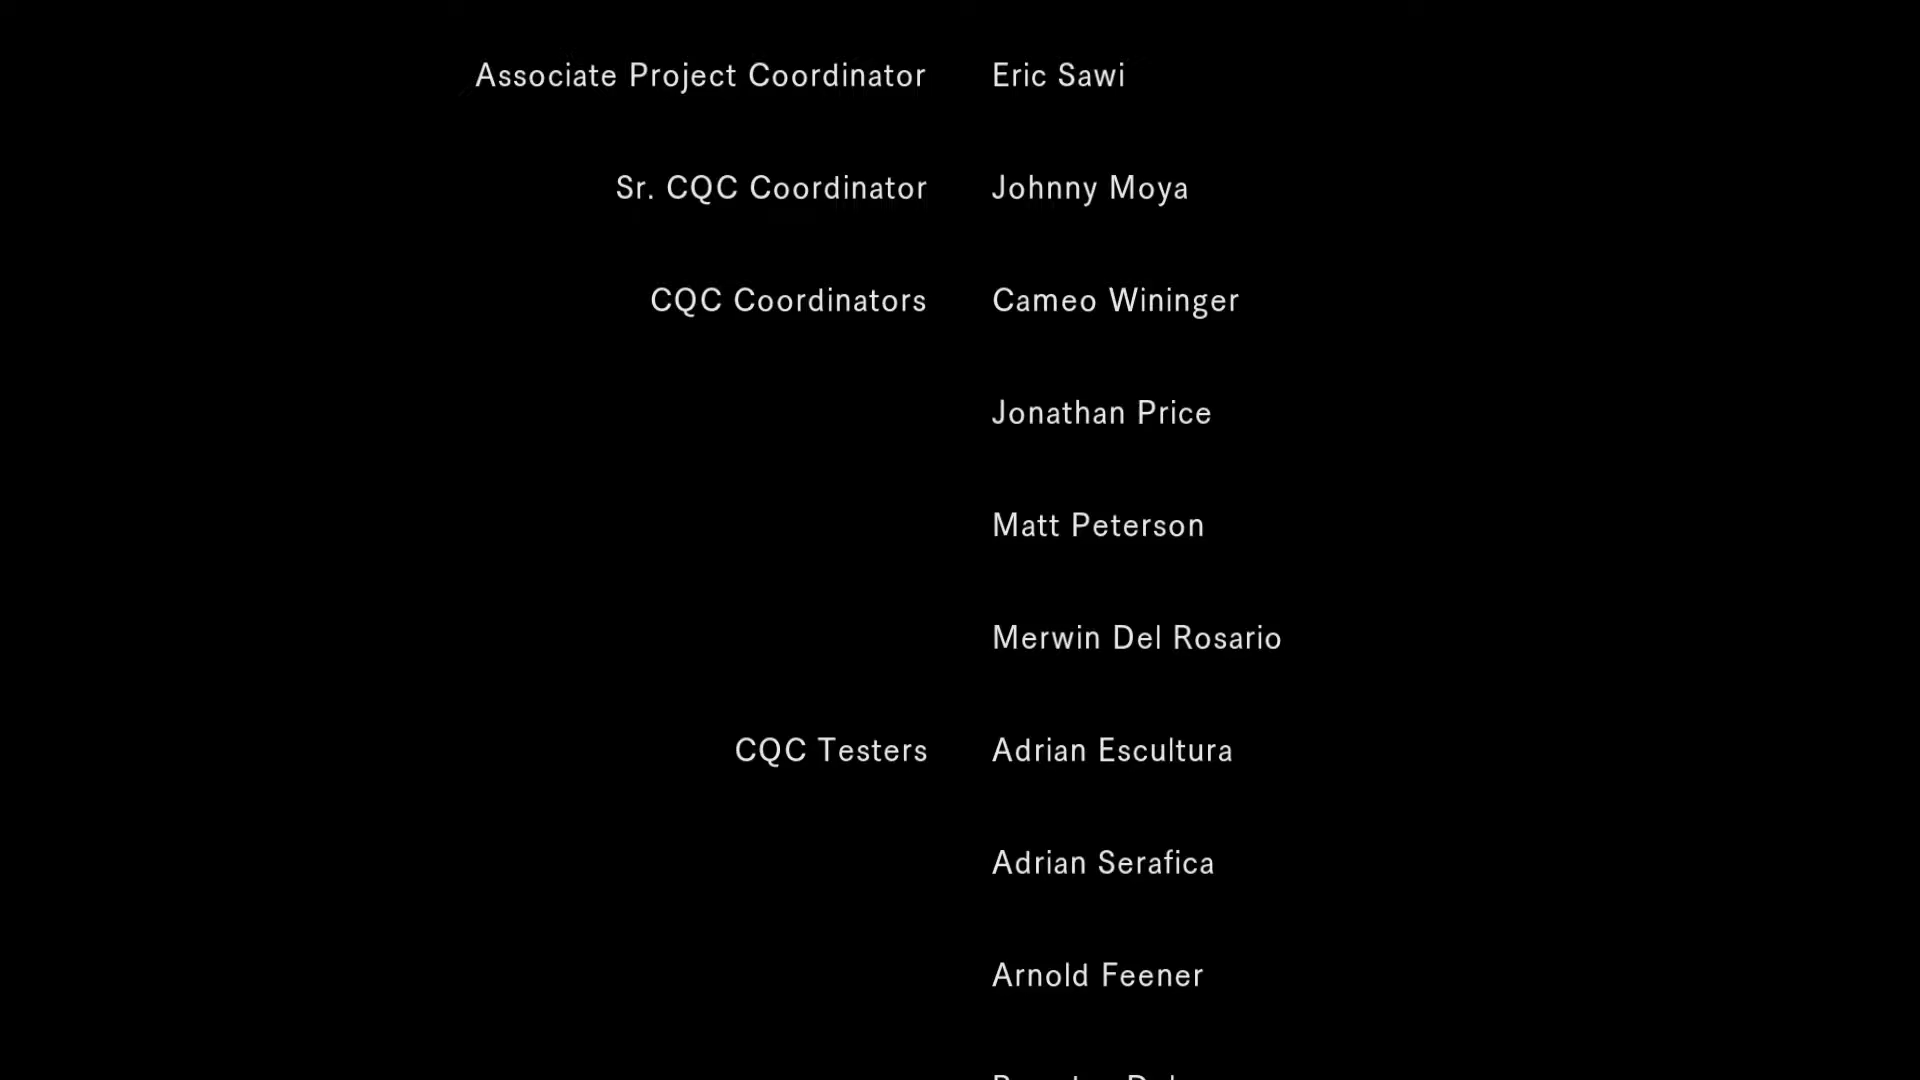 Associate Project Coordinator Eric Sawi
Sr. CQC Coordinator Johnny Moya
CQC Coordinators Cameo Wininger
Jonathan Price
Matt Peterson
Merwin Del Rosario
CQC Testers Adrian Escultura
Adrian Serafica
Arnold Feener